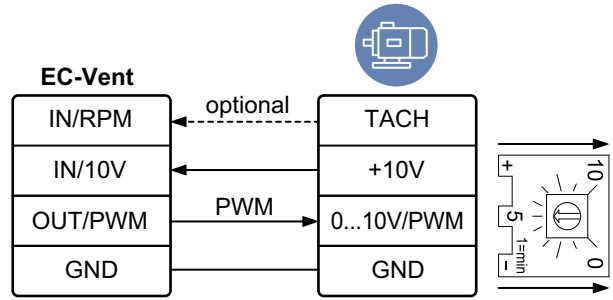 EC-Vent
IN/RPM
optional
TACH
IN/10V
+10V
OUT/PWM
PWM
0...10V/PWM
GND
GND
+
5
-
1=min
10
0